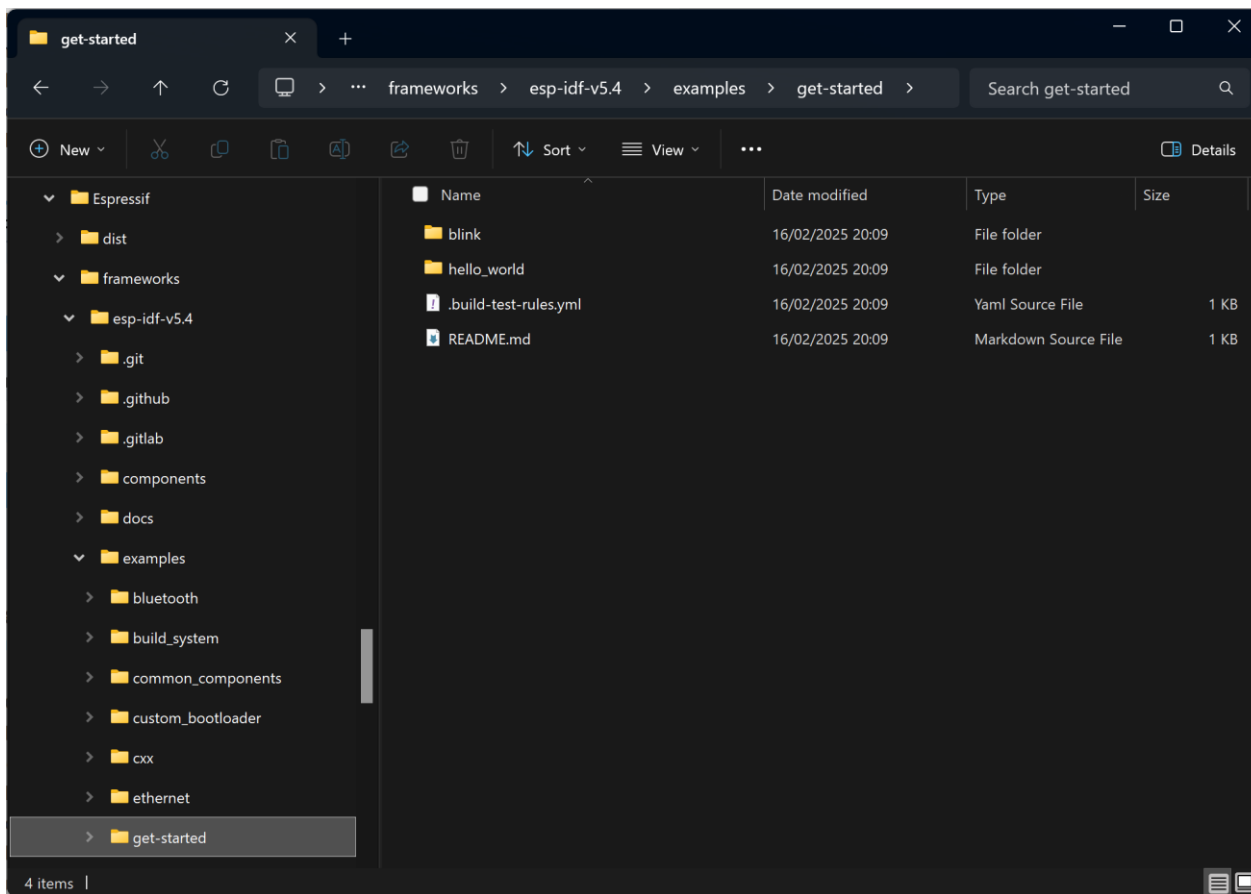 get-started
frameworks > esp-idf-v5.4 > examples > get-started >
Search get-started
New
Sort
View
Details
Espressif
dist
frameworks
esp-idf-v5.4
.git
.github
.gitlab
components
docs
examples
bluetooth
build_system
common_components
custom_bootloader
cxx
ethernet
get-started
Name Date modified Type Size
blink 16/02/2025 20:09 File folder
hello_world 16/02/2025 20:09 File folder
.build-test-rules.yml 16/02/2025 20:09 Yaml Source File 1 KB
README.md 16/02/2025 20:09 Markdown Source File 1 KB
4 items